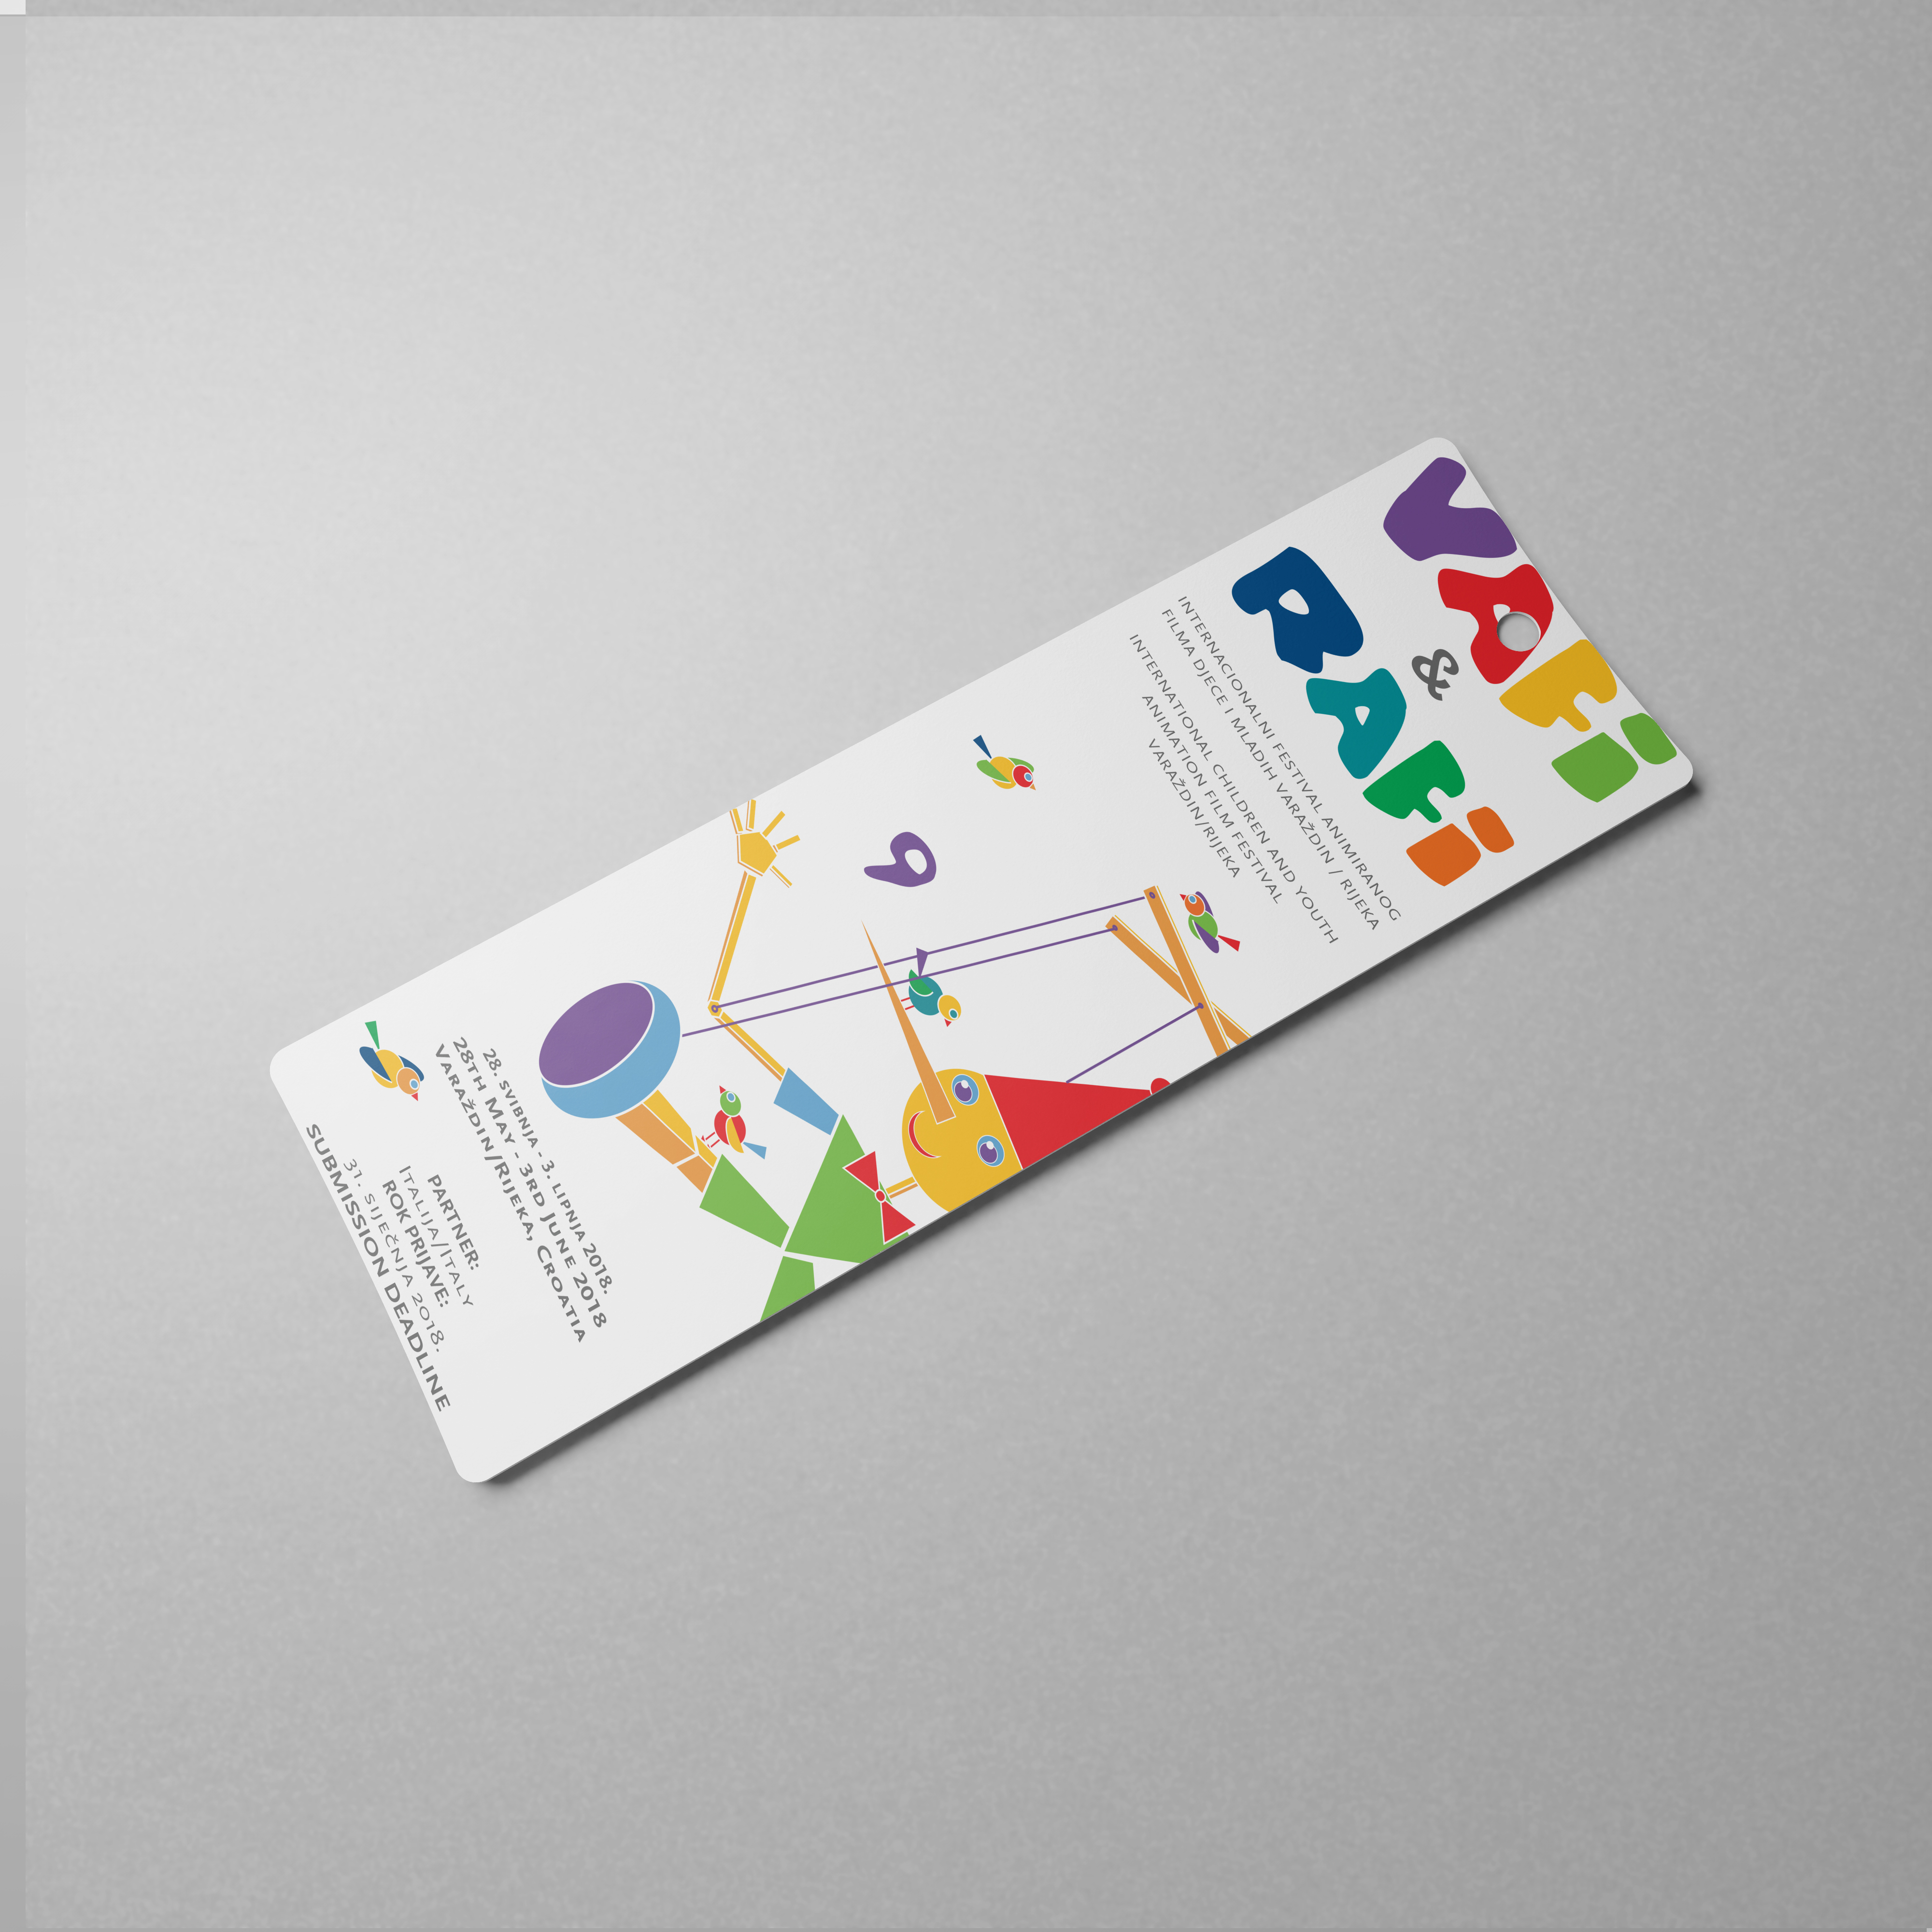 VAFI
&
RAFI
INTERNACIONALNI FESTIVAL ANIMIRANOG
FILMA DJECE I MLADIH VARAŽDIN / RIJEKA
INTERNATIONAL CHILDREN AND YOUTH
ANIMATION FILM FESTIVAL
VARAŽDIN/RIJEKA
9
28. SVIBNJA - 3. LIPNJA 2018.
28TH MAY - 3RD JUNE 2018
VARAŽDIN/RIJEKA, CROATIA
PARTNER:
ITALIJA/ITALY
ROK PRIJAVE:
31. SIJEČNJA 2018.
SUBMISSION DEADLINE